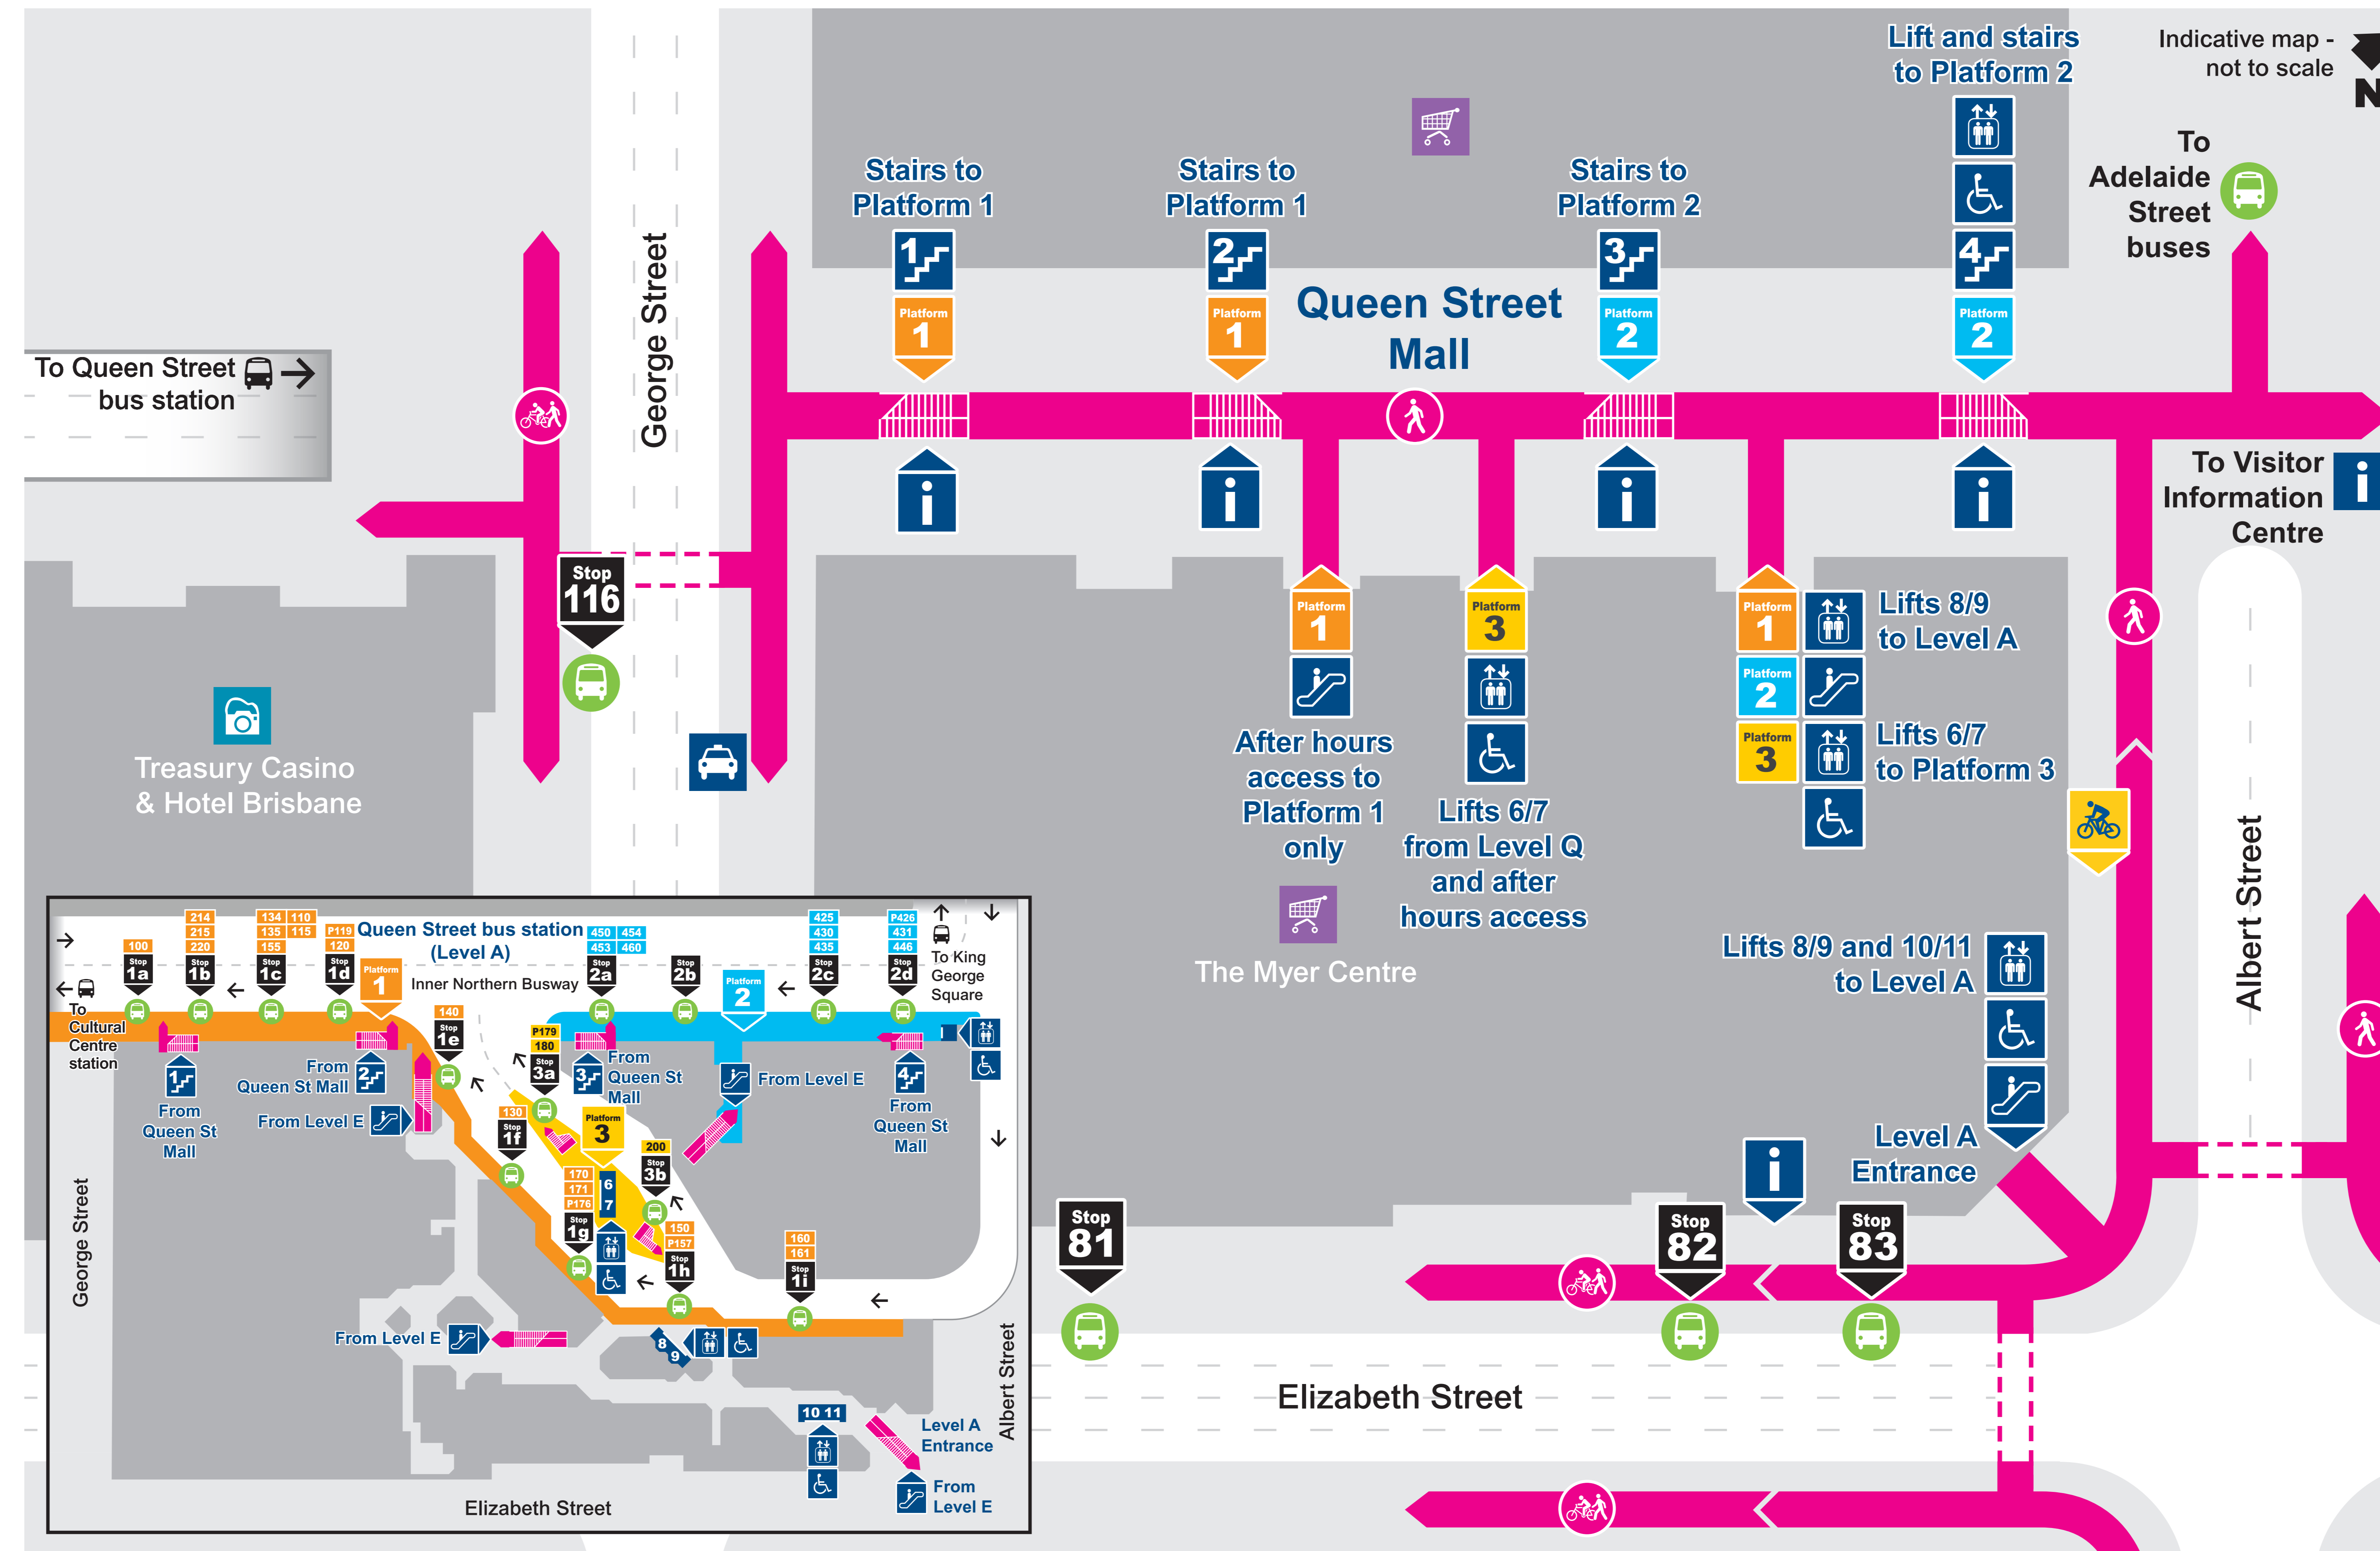 Lift and stairs
to Platform 2
Indicative map -
not to scale
N
To
Adelaide
Street
buses
Stairs to
Platform 1
1
Platform
1
Stairs to
Platform 1
2
Platform
1
Stairs to
Platform 2
3
Platform
2
4
Platform
2
Queen Street
Mall
George Street
To Queen Street
bus station
i
i
i
i
To Visitor
Information
Centre
i
Stop
116
Treasury Casino
& Hotel Brisbane
Platform
1
After hours
access to
Platform 1
only
Platform
3
Lifts 6/7
from Level Q
and after
hours access
Platform
1
Lifts 8/9
to Level A
Platform
2
Platform
3
Lifts 6/7
to Platform 3
The Myer Centre
Albert Street
Lifts 8/9 and 10/11
to Level A
Level A
Entrance
i
Stop
81
Stop
82
Stop
83
Elizabeth Street
Queen Street bus station
(Level A)
Inner Northern Busway
100
Stop
1a
214
215
220
Stop
1b
134 110
135 115
155
Stop
1c
P119
120
Stop
1d
Platform
1
140
Stop
1e
450 454
453 460
Stop
2a
Stop
2b
Platform
2
425
430
435
Stop
2c
P426
431
446
Stop
2d
To King
George
Square
To
Cultural
Centre
station
1
From
Queen St
Mall
2
From
Queen St Mall
From Level E
P179
180
Stop
3a
3
From
Queen St
Mall
From Level E
4
From
Queen St
Mall
130
Stop
1f
Platform
3
200
Stop
3b
170
171
P176
Stop
1g
6
7
150
P157
Stop
1h
160
161
Stop
1i
From Level E
8
9
10 11
Level A
Entrance
From
Level E
George Street
Albert Street
Elizabeth Street